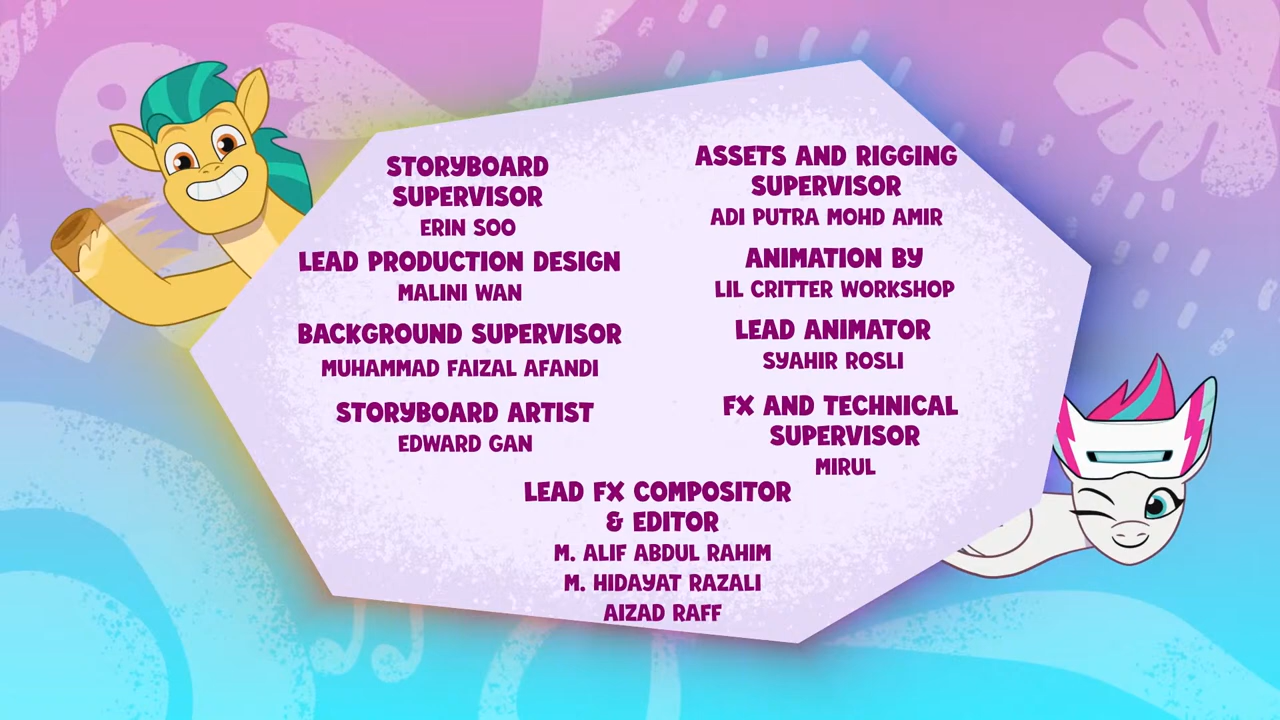 STORYBOARD
SUPERVISOR
ERIN SOO
LEAD PRODUCTION DESIGN
MALINI WAN
BACKGROUND SUPERVISOR
MUHAMMAD FAIZAL AFANDI
STORYBOARD ARTIST
EDWARD GAN
ASSETS AND RIGGING
SUPERVISOR
ADI PUTRA MOHD AMIR
ANIMATION BY
LIL CRITTER WORKSHOP
LEAD ANIMATOR
SYAHIR ROSLI
FX AND TECHNICAL
SUPERVISOR
MIRUL
LEAD FX COMPOSITOR
& EDITOR
M. ALIF ABDUL RAHIM
M. HIDAYAT RAZALI
AIZAD RAFF